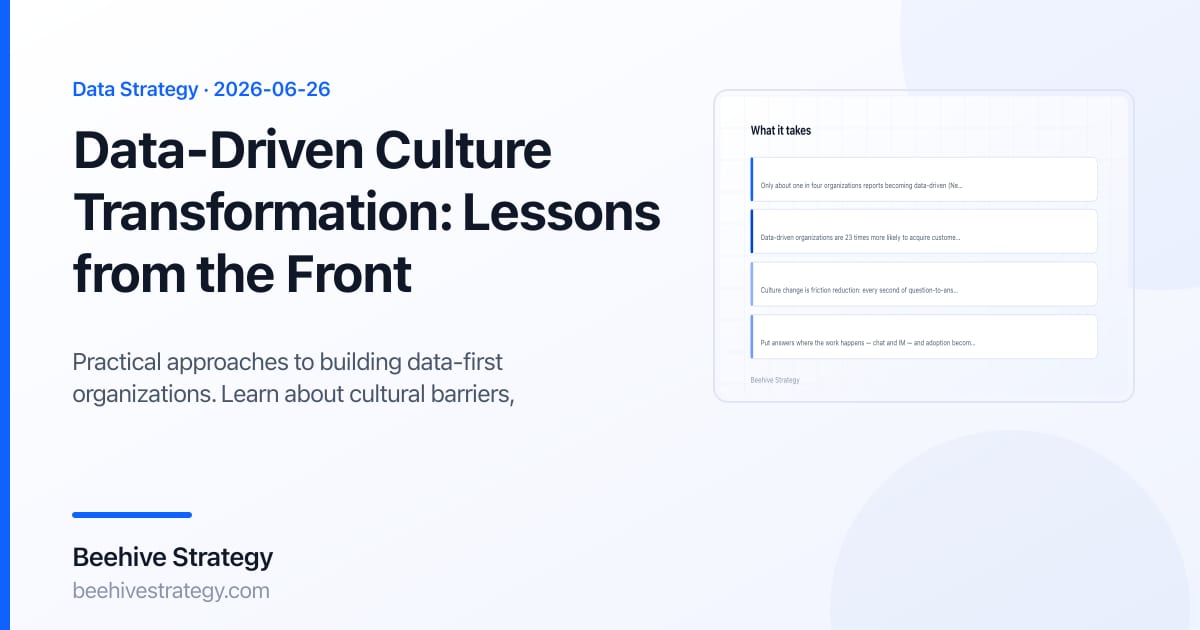 Data Strategy · 2026-06-26
Data-Driven Culture
Transformation: Lessons
from the Front
Practical approaches to building data-first
organizations. Learn about cultural barriers,
Beehive Strategy
beehivestrategy.com
What it takes
Only about one in four organizations reports becoming data-driven (Ne...
Data-driven organizations are 23 times more likely to acquire custome...
Culture change is friction reduction: every second of question-to-ans...
Put answers where the work happens — chat and IM — and adoption becom...
Beehive Strategy